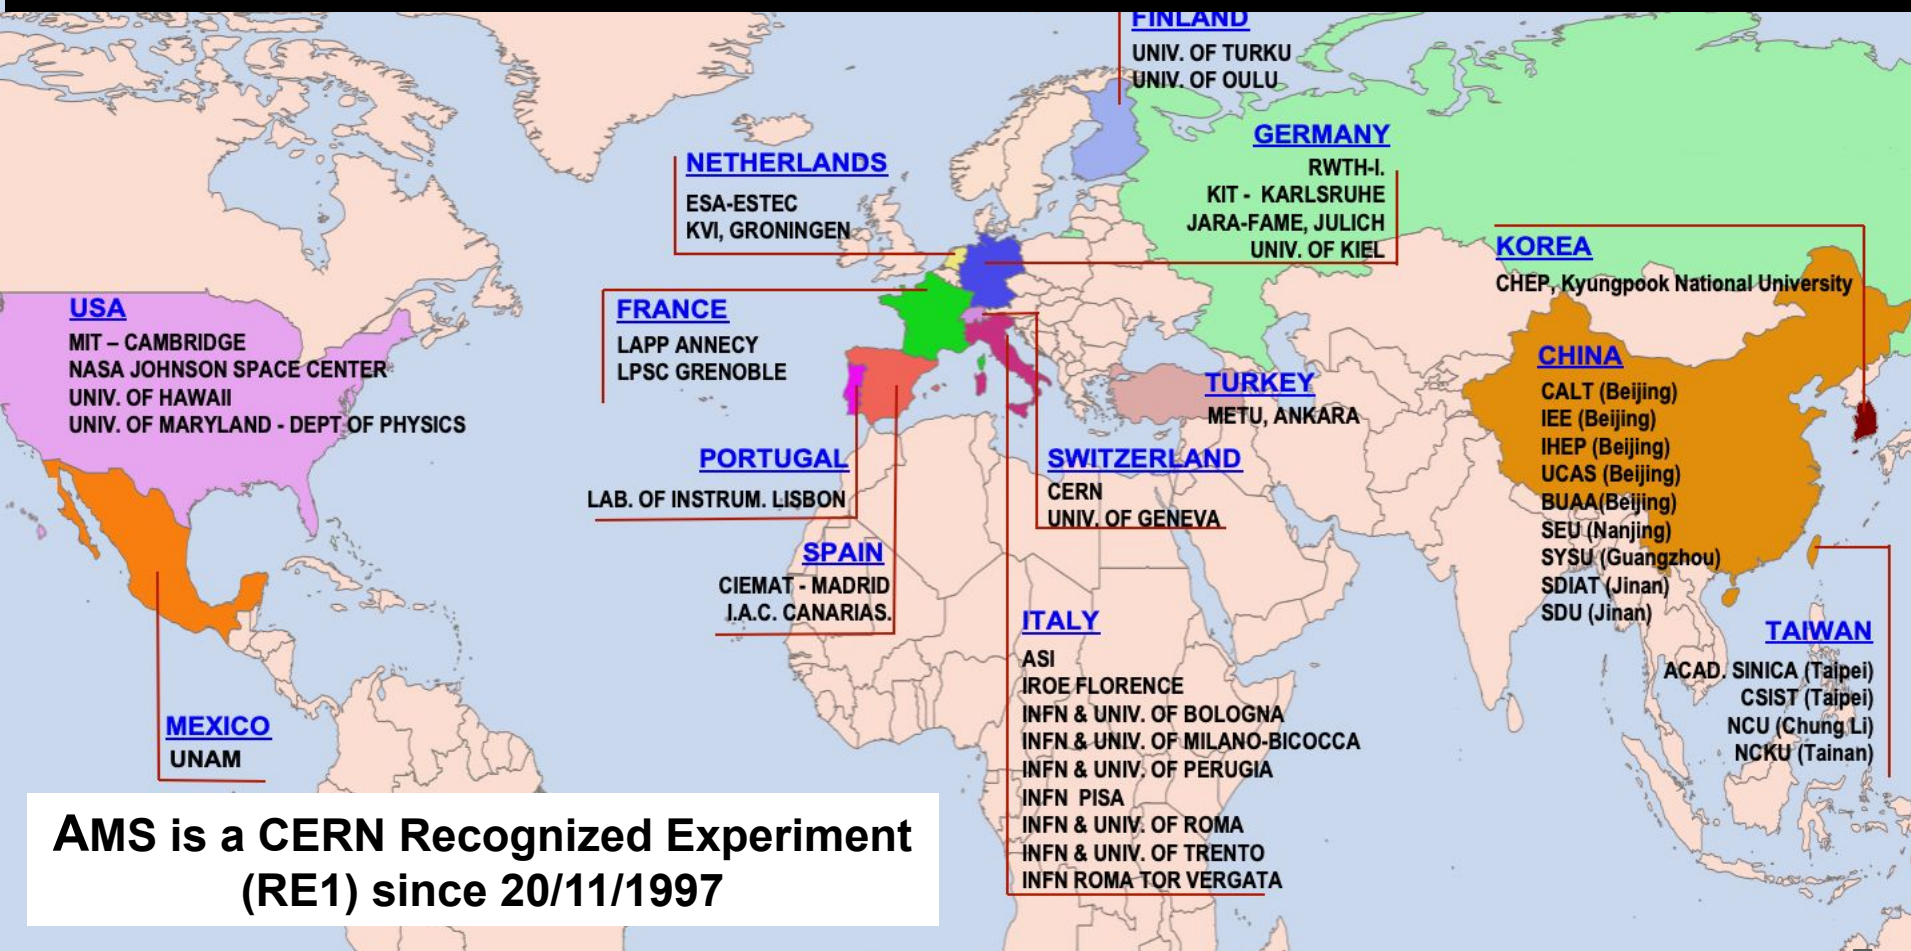 FINLAND
UNIV. OF TURKU
UNIV. OF OULU
GERMANY
RWTH-I.
KIT - KARLSRUHE
JARA-FAME, JULICH
UNIV. OF KIEL
NETHERLANDS
ESA-ESTEC
KVI, GRONINGEN
KOREA
CHEP, Kyungpook National University
USA
MIT – CAMBRIDGE
NASA JOHNSON SPACE CENTER
UNIV. OF HAWAII
UNIV. OF MARYLAND - DEPT OF PHYSICS
FRANCE
LAPP ANNECY
LPSC GRENOBLE
TURKEY
METU, ANKARA
CHINA
CALT (Beijing)
IEE (Beijing)
IHEP (Beijing)
UCAS (Beijing)
BUAA(Beijing)
SEU (Nanjing)
SYSU (Guangzhou)
SDIAT (Jinan)
SDU (Jinan)
PORTUGAL
LAB. OF INSTRUM. LISBON
SWITZERLAND
CERN
UNIV. OF GENEVA
SPAIN
CIEMAT - MADRID
I.A.C. CANARIAS.
ITALY
ASI
IROE FLORENCE
INFN & UNIV. OF BOLOGNA
INFN & UNIV. OF MILANO-BICOCCA
INFN & UNIV. OF PERUGIA
INFN PISA
INFN & UNIV. OF ROMA
INFN & UNIV. OF TRENTO
INFN ROMA TOR VERGATA
TAIWAN
ACAD. SINICA (Taipei)
CSIST (Taipei)
NCU (Chung Li)
NCKU (Tainan)
MEXICO
UNAM
AMS is a CERN Recognized Experiment
(RE1) since 20/11/1997